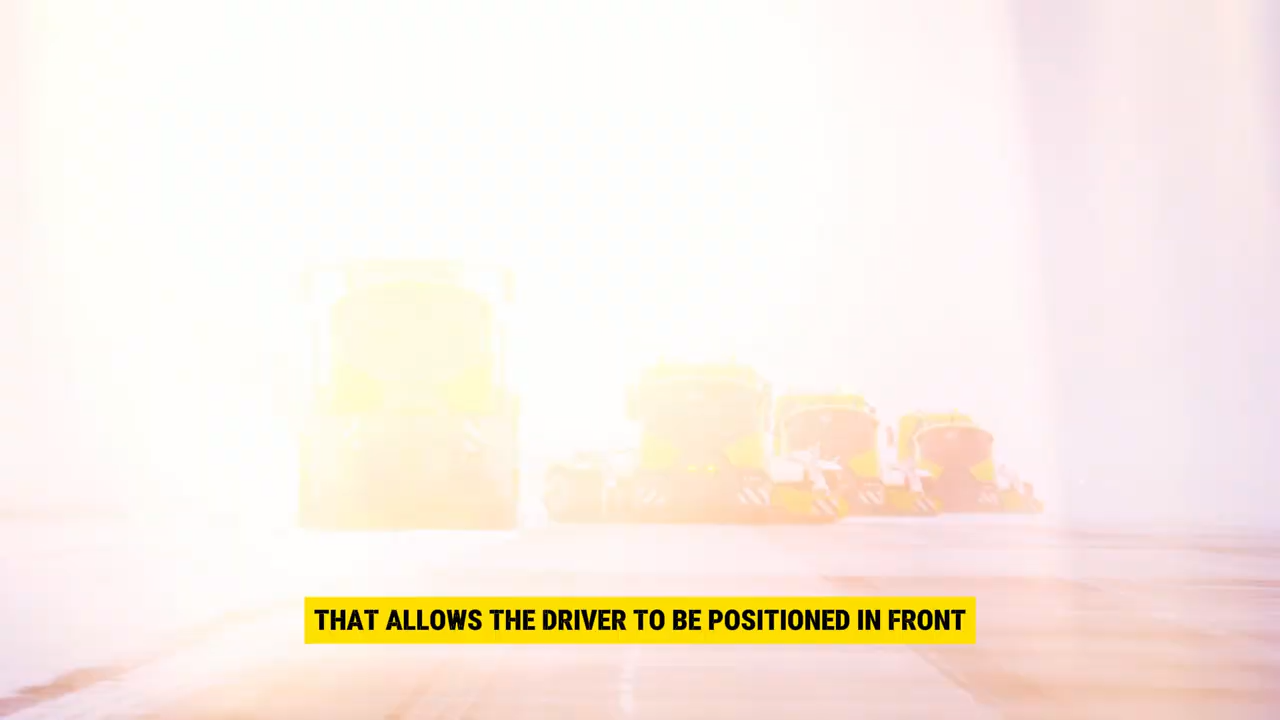 THAT ALLOWS THE DRIVER TO BE POSITIONED IN FRONT